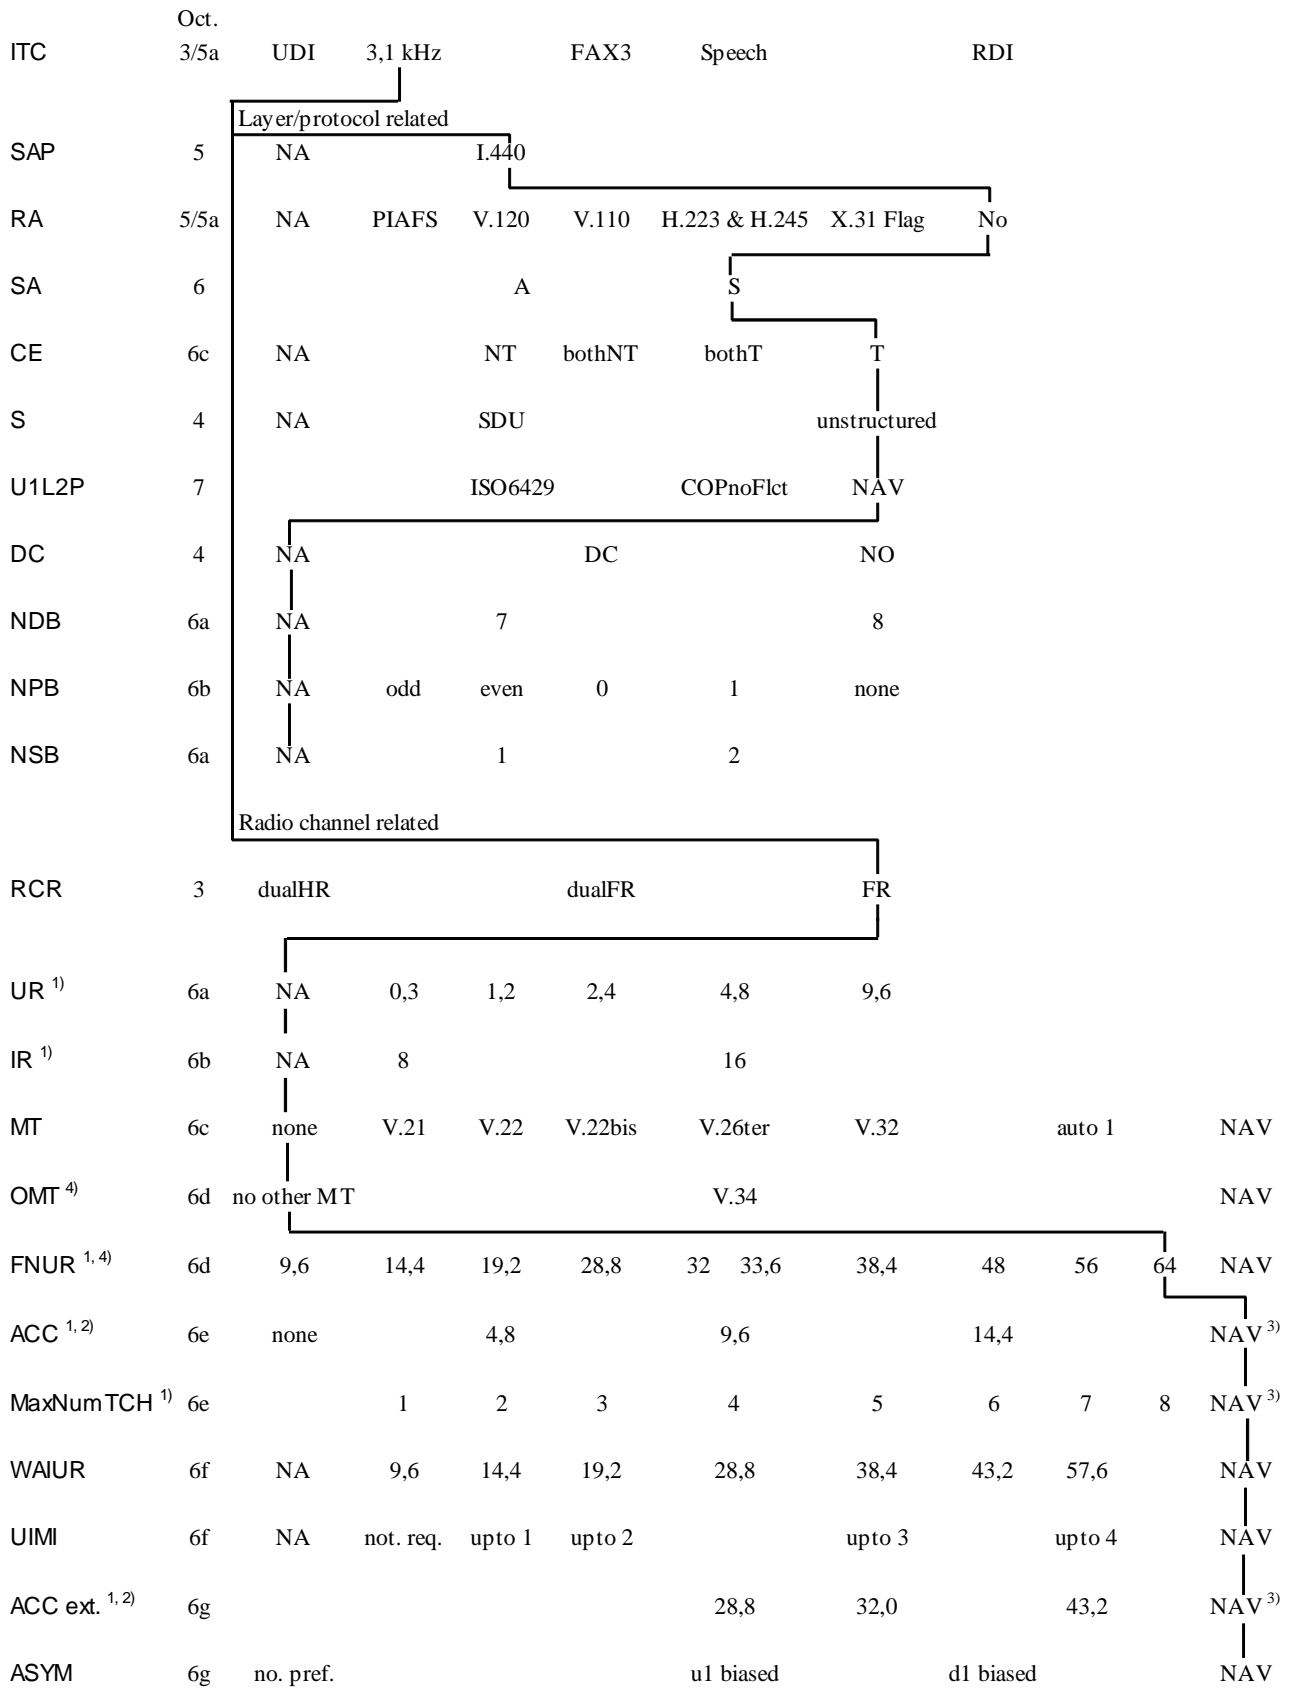 Oct.
ITC 3/5a UDI 3,1 kHz FAX3 Speech RDI
Layer/protocol related
SAP 5 NA I.440
RA 5/5a NA PIAFS V.120 V.110 H.223 & H.245 X.31 Flag No
SA 6 A S
CE 6c NA NT bothNT bothT T
S 4 NA SDU unstructured
U1L2P 7 ISO6429 COPnoFlct NAV
DC 4 NA DC NO
NDB 6a NA 7 8
NPB 6b NA odd even 0 1 none
NSB 6a NA 1 2
Radio channel related
RCR 3 dualHR dualFR FR
UR 1) 6a NA 0,3 1,2 2,4 4,8 9,6
IR 1) 6b NA 8 16
MT 6c none V.21 V.22 V.22bis V.26ter V.32 auto 1 NAV
OMT 4) 6d no other MT V.34 NAV
FNUR 1, 4) 6d 9,6 14,4 19,2 28,8 32 33,6 38,4 48 56 64 NAV
ACC 1, 2) 6e none 4,8 9,6 14,4 NAV 3)
MaxNumTCH 1) 6e 1 2 3 4 5 6 7 8 NAV 3)
WAIUR 6f NA 9,6 14,4 19,2 28,8 38,4 43,2 57,6 NAV
UIMI 6f NA not. req. upto 1 upto 2 upto 3 upto 4 NAV
ACC ext. 1, 2) 6g 28,8 32,0 43,2 NAV 3)
ASYM 6g no. pref. u1 biased d1 biased NAV